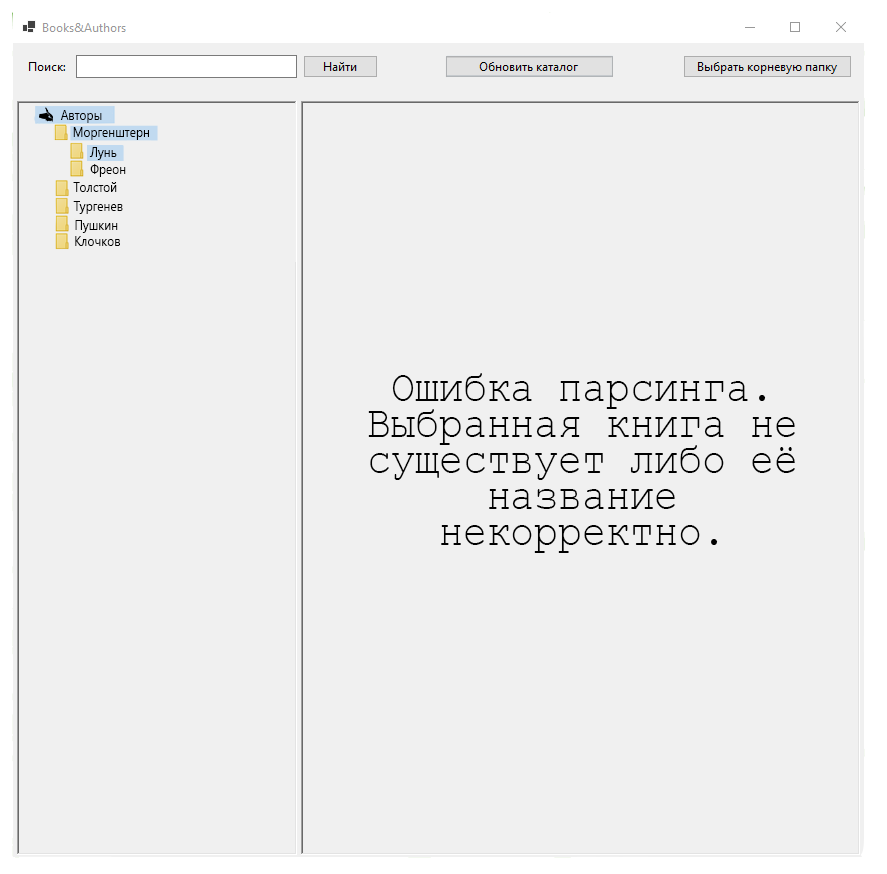 Books&Authors
Поиск: Найти Обновить каталог Выбрать корневую папку
Авторы
Моргенштерн
Лунь
Фреон
Толстой
Тургенев
Пушкин
Клочков
Ошибка парсинга.
Выбранная книга не
существует либо её
название
некорректно.